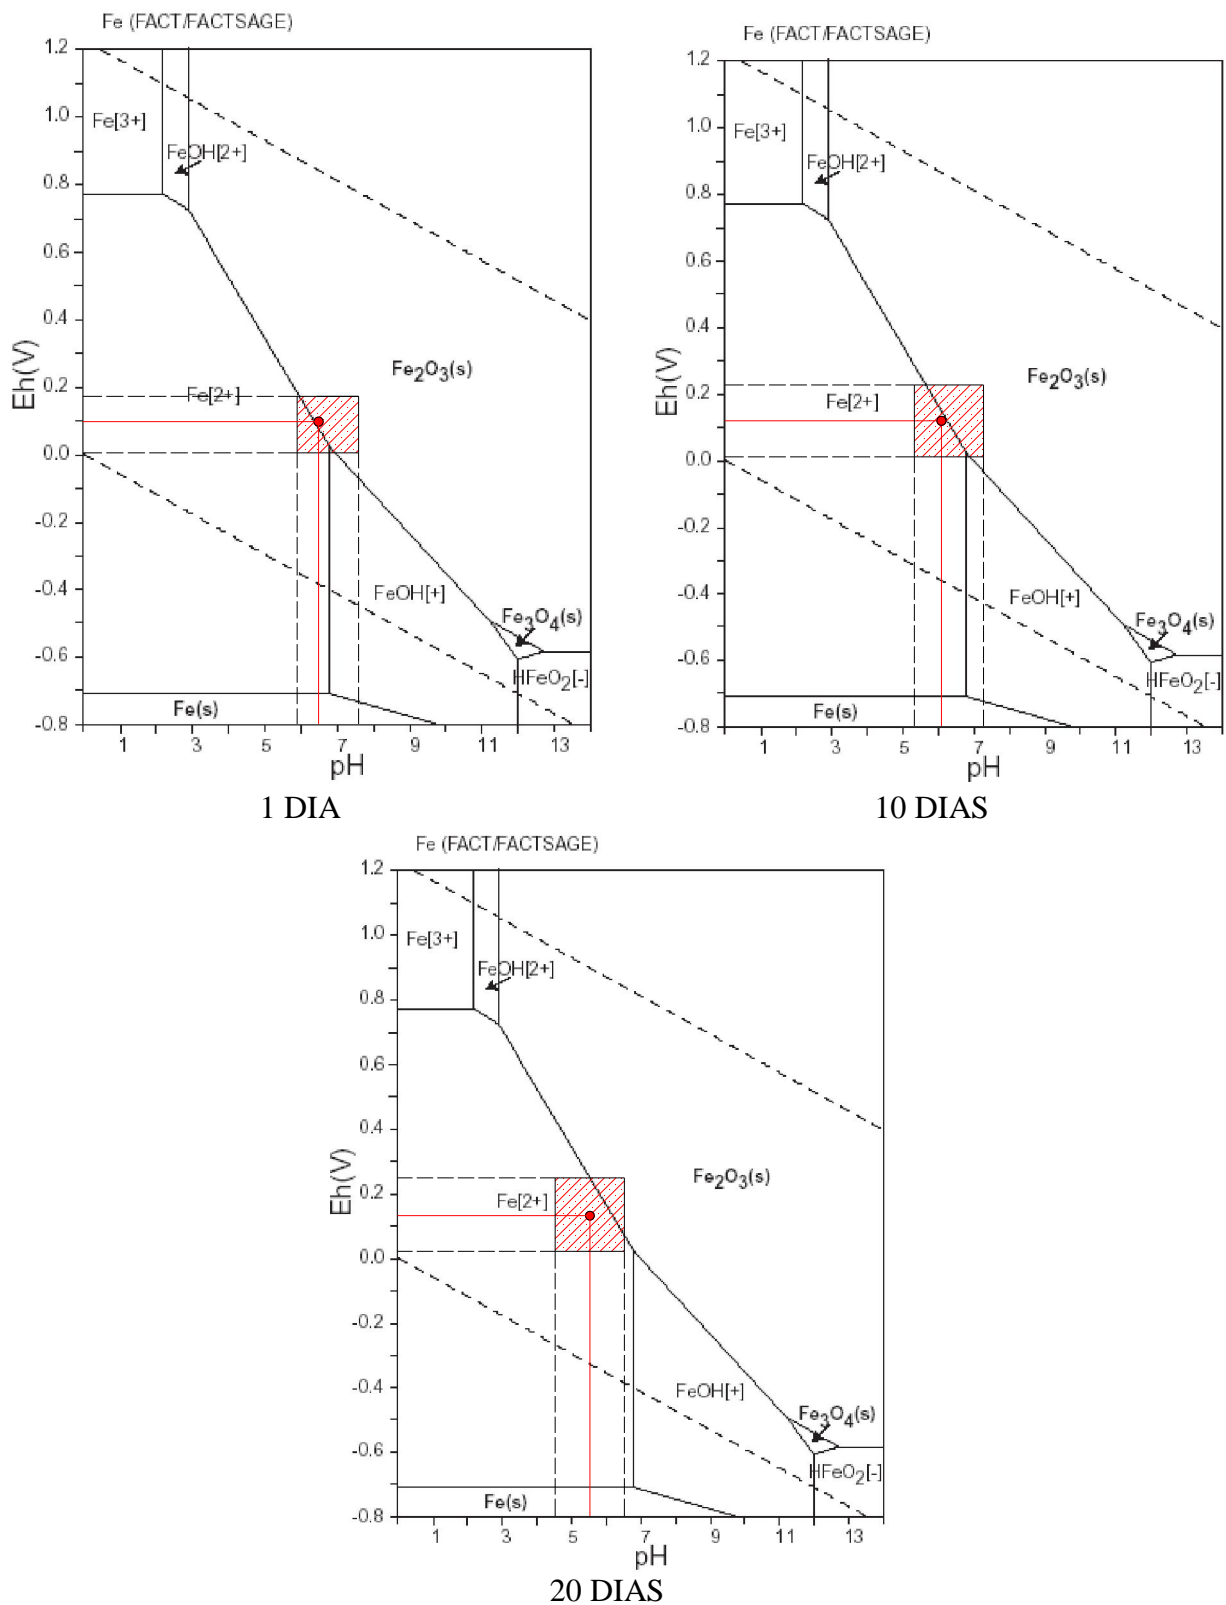 Fe (FACT/FACTSAGE)
1.2
1.0
0.8
0.6
0.4
0.2
0.0
-0.2
-0.4
-0.6
-0.8
Eh(V)
Fe[3+]
FeOH[2+]
Fe[2+]
Fe2O3(s)
FeOH[+]
Fe3O4(s)
HFeO2[-]
Fe(s)
1 3 5 7 9 11 13
pH
1 DIA
Fe (FACT/FACTSAGE)
1.2
1.0
0.8
0.6
0.4
0.2
0.0
-0.2
-0.4
-0.6
-0.8
Eh(V)
Fe[3+]
FeOH[2+]
Fe[2+]
Fe2O3(s)
FeOH[+]
Fe3O4(s)
HFeO2[-]
Fe(s)
1 3 5 7 9 11 13
pH
10 DIAS
Fe (FACT/FACTSAGE)
1.2
1.0
0.8
0.6
0.4
0.2
0.0
-0.2
-0.4
-0.6
-0.8
Eh(V)
Fe[3+]
FeOH[2+]
Fe[2+]
Fe2O3(s)
FeOH[+]
Fe3O4(s)
HFeO2[-]
Fe(s)
1 3 5 7 9 11 13
pH
20 DIAS